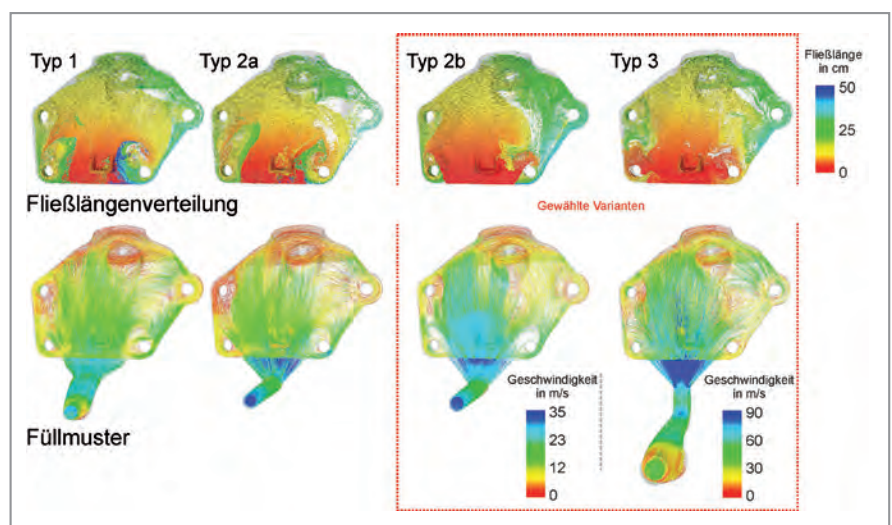 Typ 1
Typ 2a
Typ 2b
Typ 3
Fließlänge
in cm
50
25
0
Fließlängenverteilung
Gewählte Varianten
Geschwindigkeit
in m/s
35
23
12
0
Geschwindigkeit
in m/s
90
60
30
0
Füllmuster